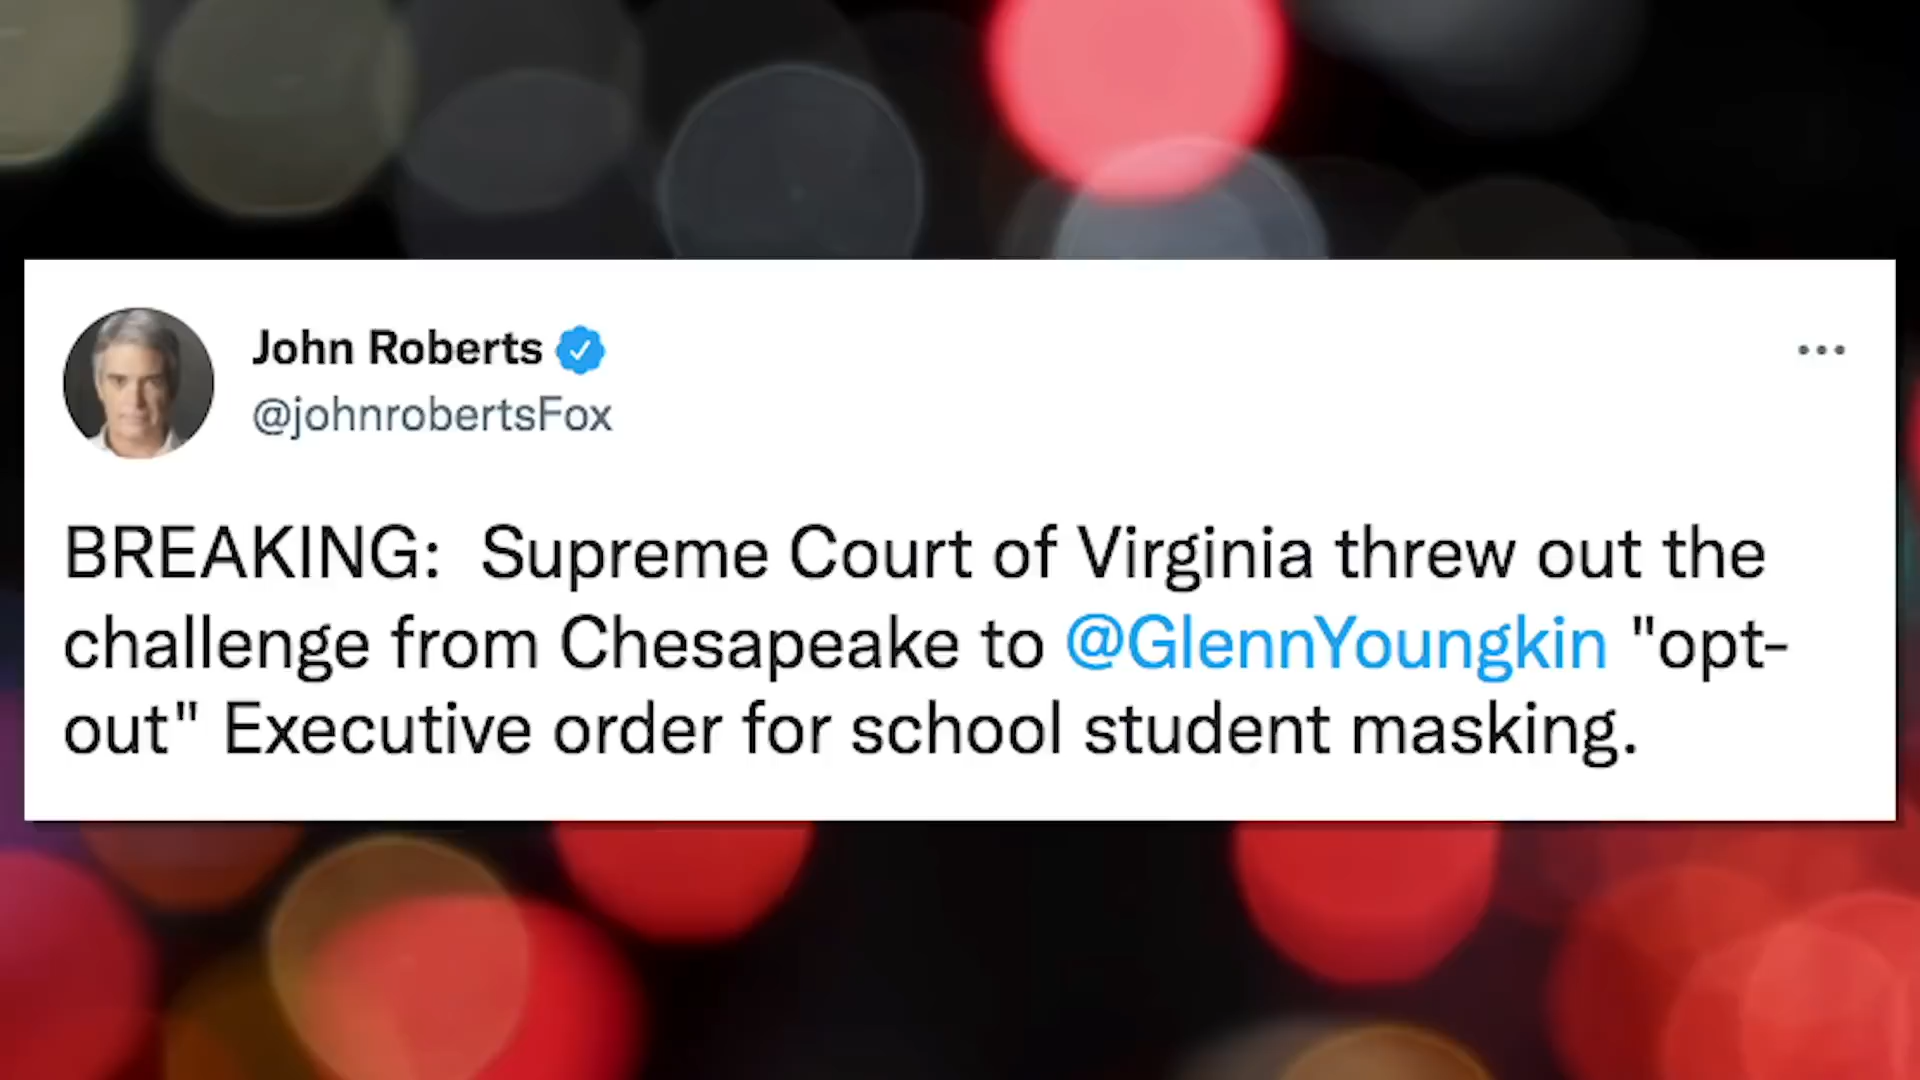 John Roberts
@johnrobertsFox
BREAKING:  Supreme Court of Virginia threw out the
challenge from Chesapeake to @GlennYoungkin "opt-
out" Executive order for school student masking.